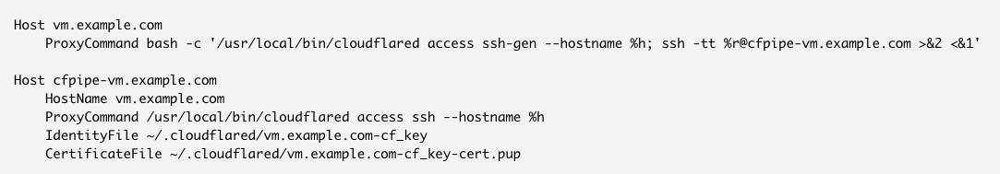 Host vm.example.com
    ProxyCommand bash -c '/usr/local/bin/cloudflared access ssh-gen --hostname %h; ssh -tt %r@cfpipe-vm.example.com >&2 <&1'

Host cfpipe-vm.example.com
    HostName vm.example.com
    ProxyCommand /usr/local/bin/cloudflared access ssh --hostname %h
    IdentityFile ~/.cloudflared/vm.example.com-cf_key
    CertificateFile ~/.cloudflared/vm.example.com-cf_key-cert.pup